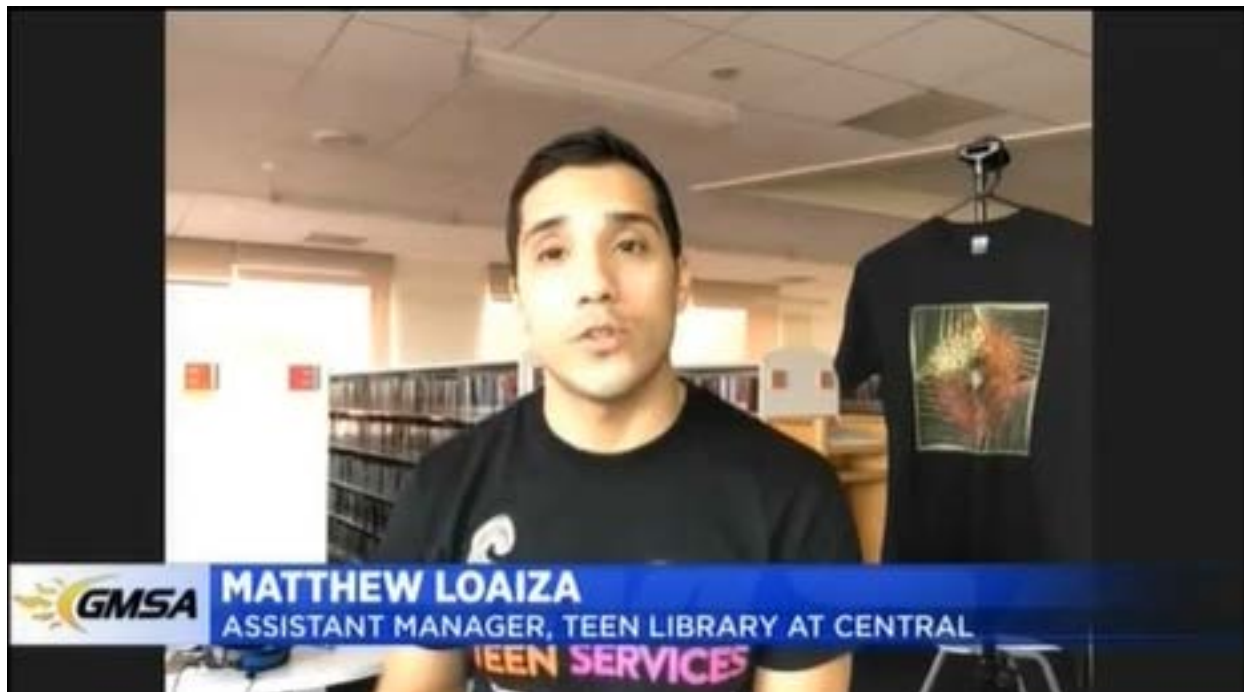 GMSA
MATTHEW LOAIZA
ASSISTANT MANAGER, TEEN LIBRARY AT CENTRAL
TEEN SERVICES